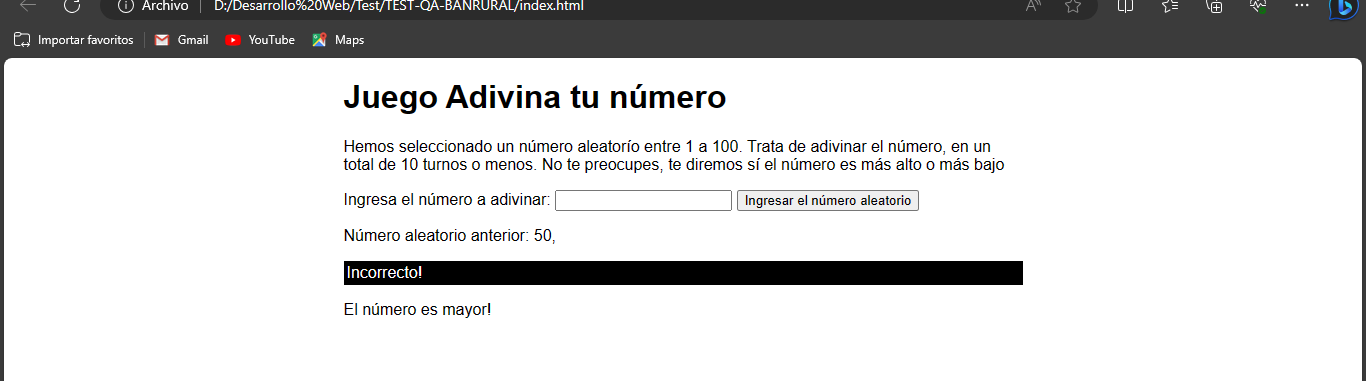 Archivo D:/Desarrollo%20Web/Test/TEST-QA-BANRURAL/index.html
Importar favoritos Gmail YouTube Maps
Juego Adivina tu número
Hemos seleccionado un número aleatorío entre 1 a 100. Trata de adivinar el número, en un
total de 10 turnos o menos. No te preocupes, te diremos sí el número es más alto o más bajo
Ingresa el número a adivinar: Ingresar el número aleatorio
Número aleatorio anterior: 50,
Incorrecto!
El número es mayor!